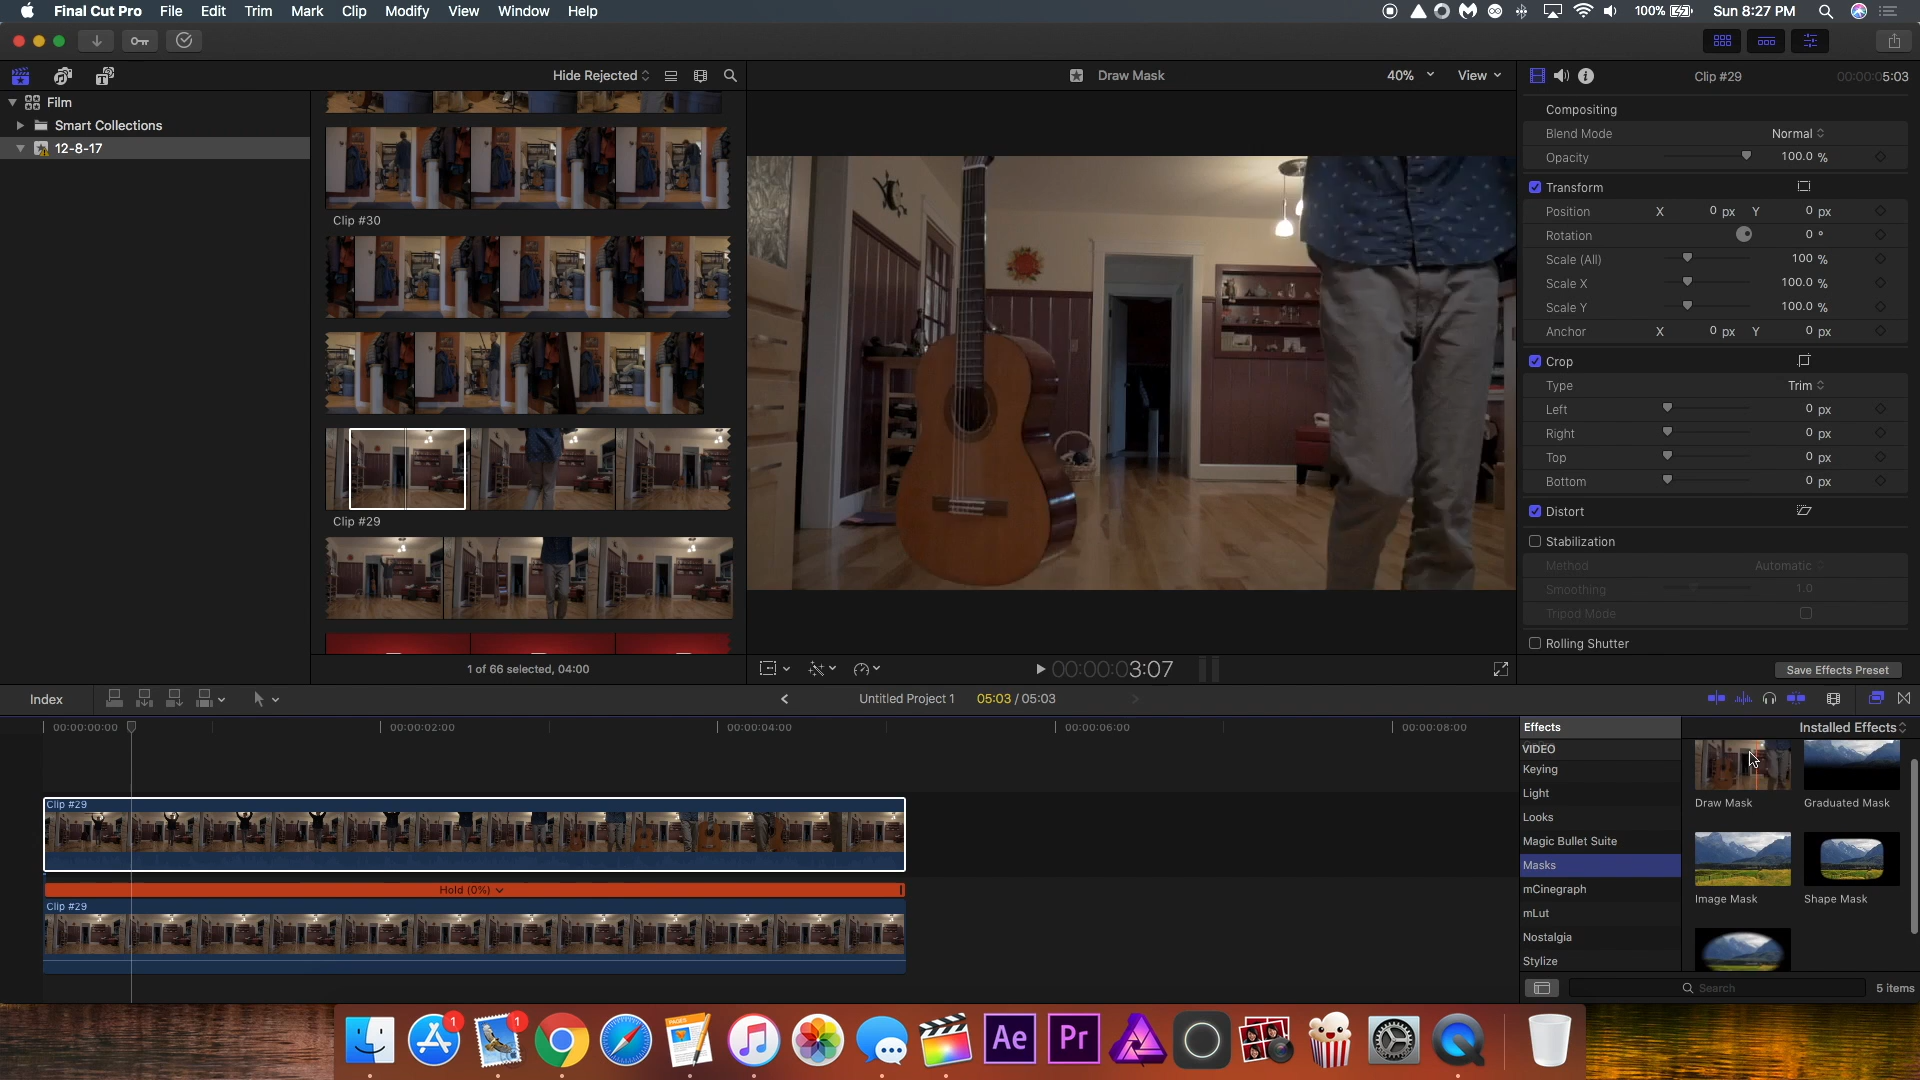 Final Cut Pro File Edit Trim Mark Clip Modify View Window Help 100% Sun 8:27 PM
Hide Rejected Draw Mask 40% View Clip #29 00:00:05:03
Film
Smart Collections
12-8-17
Clip #30
Clip #29
1 of 66 selected, 04:00
00:00:03:07
Compositing
Blend Mode Normal
Opacity 100.0 %
Transform
Position X 0 px Y 0 px
Rotation 0 °
Scale (All) 100 %
Scale X 100.0 %
Scale Y 100.0 %
Anchor X 0 px Y 0 px
Crop
Type Trim
Left 0 px
Right 0 px
Top 0 px
Bottom 0 px
Distort
Stabilization
Method Automatic
Smoothing 1.0
Tripod Mode
Rolling Shutter
Save Effects Preset
Index Untitled Project 1 05:03 / 05:03
00:00:00:00 00:00:02:00 00:00:04:00 00:00:06:00 00:00:08:00
Clip #29
Hold (0%)
Clip #29
Effects Installed Effects
VIDEO
Keying
Light
Looks
Magic Bullet Suite
Masks
mCinegraph
mLut
Nostalgia
Stylize
Draw Mask Graduated Mask
Image Mask Shape Mask
Search 5 items
1 1 PAGES Ae Pr